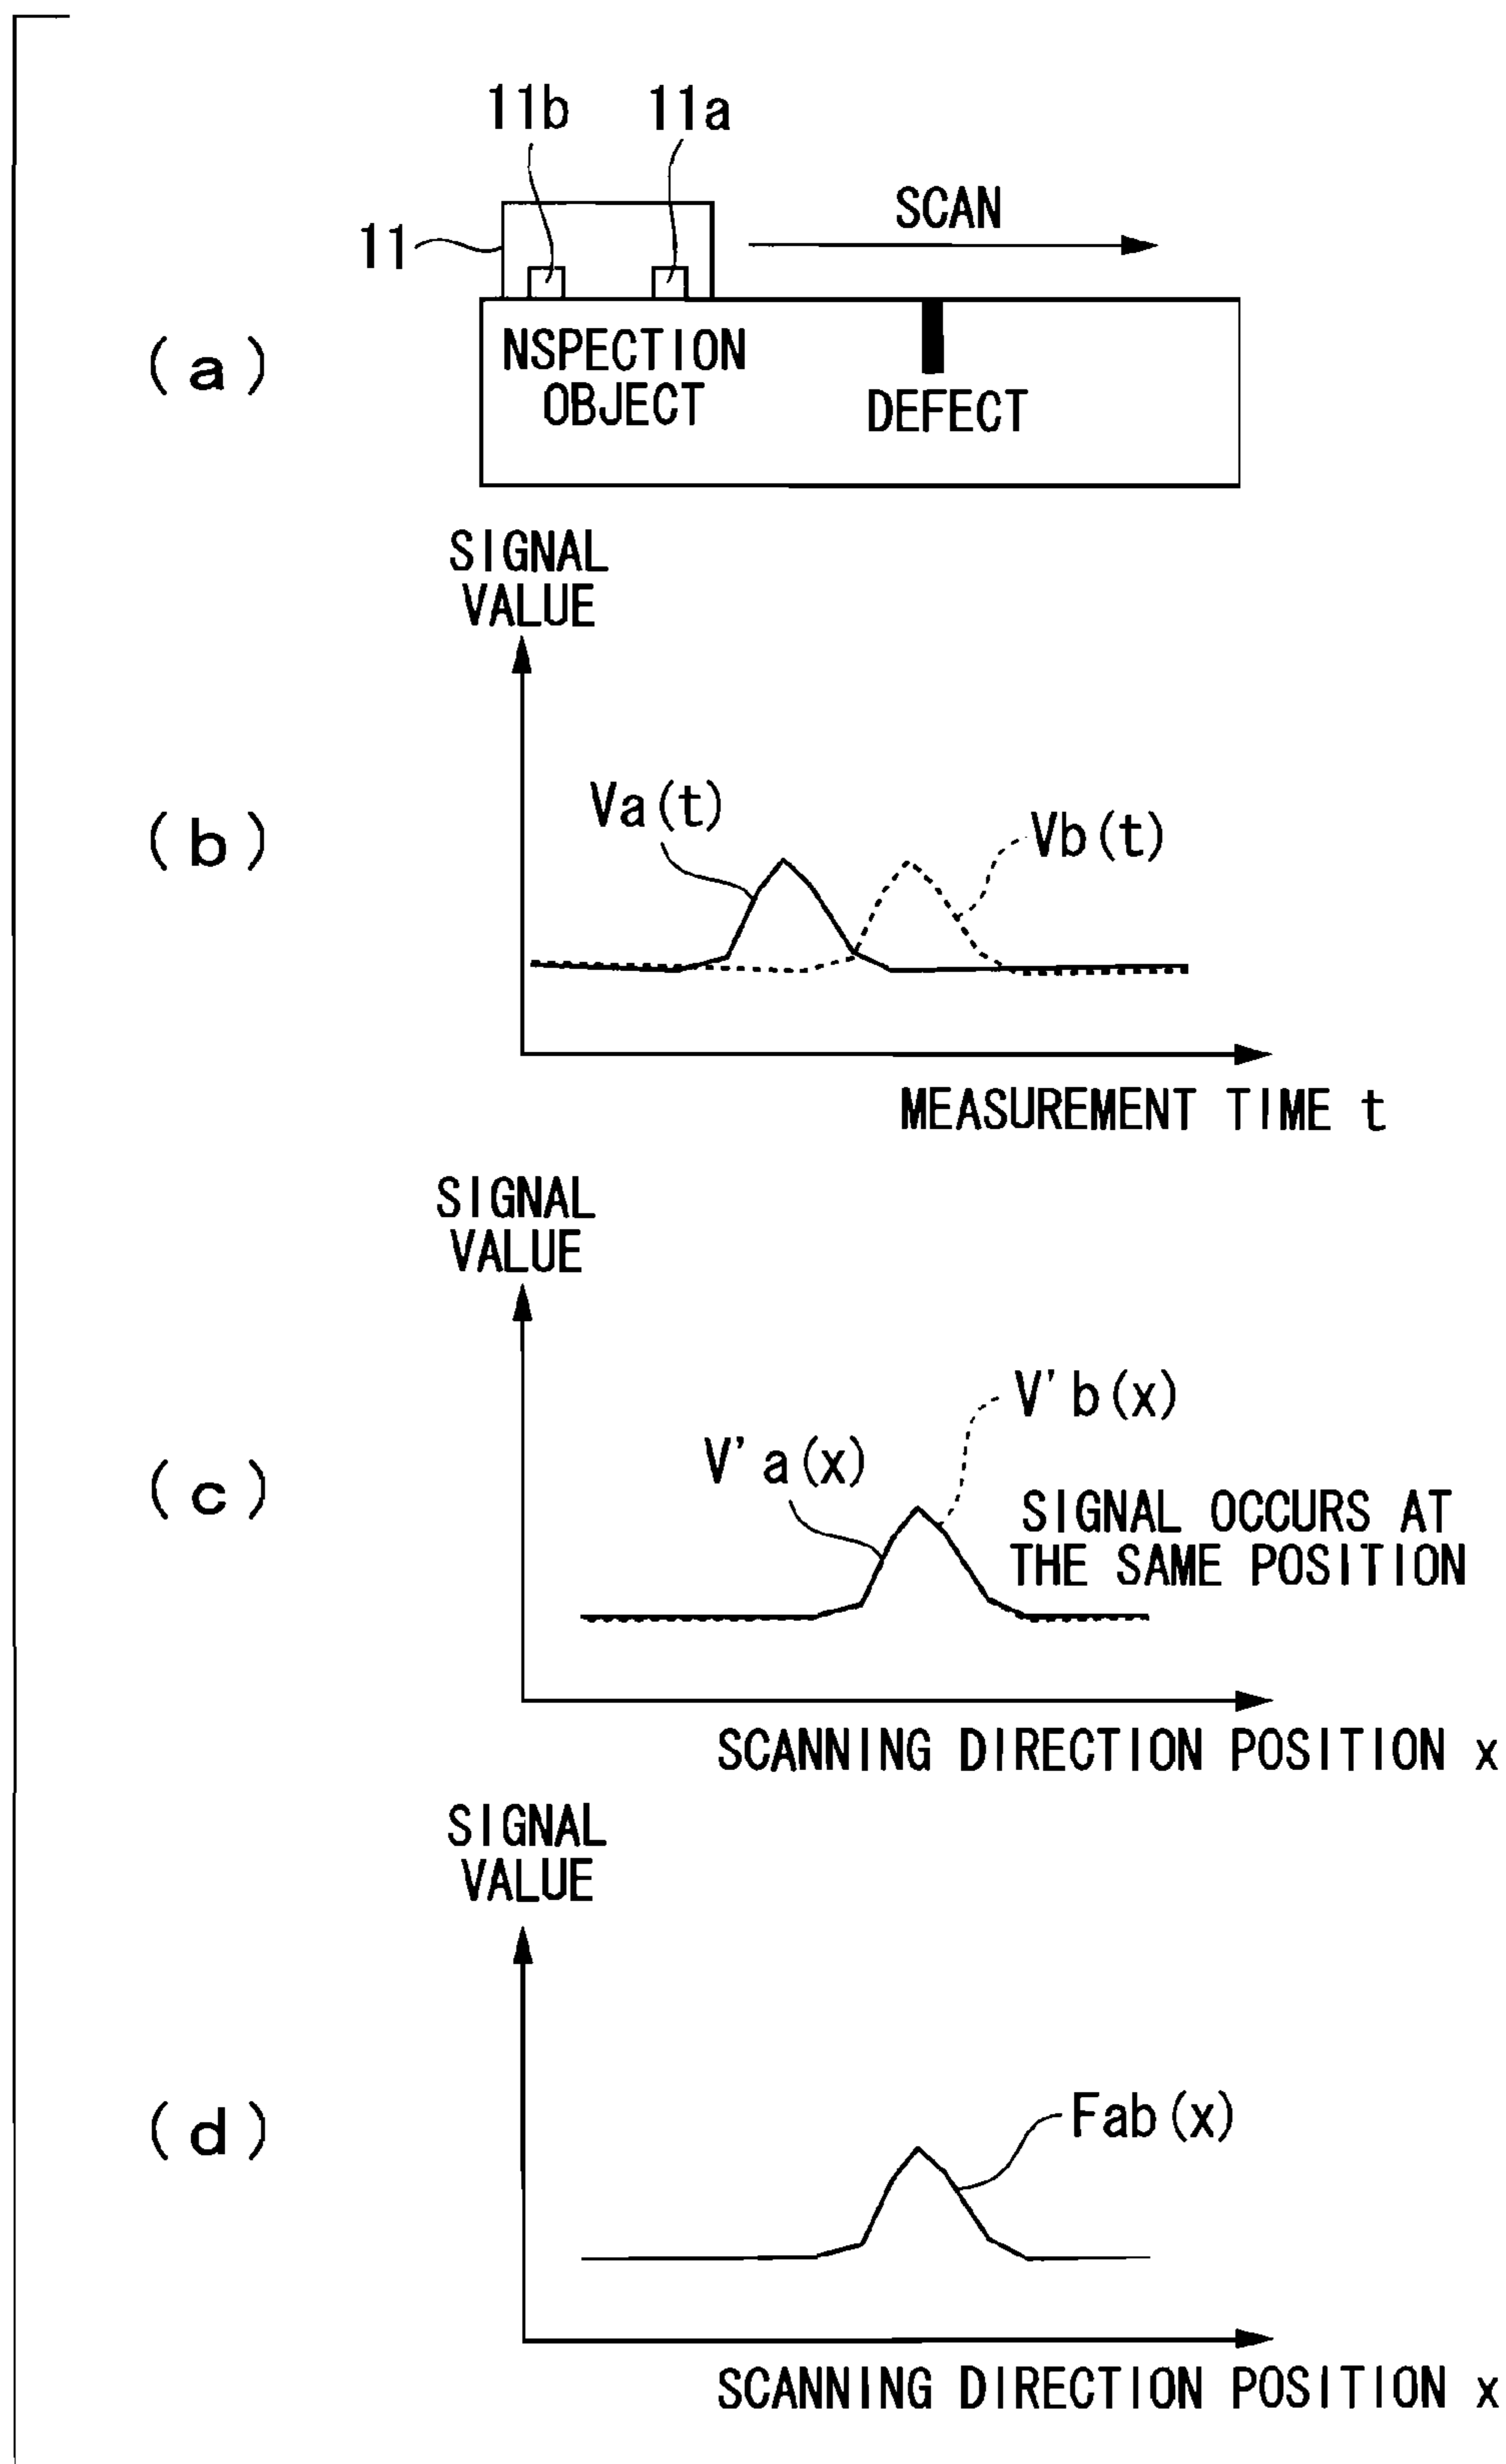 11b 11a
SCAN
11
(a)
NSPECTION
OBJECT
DEFECT
SIGNAL
VALUE
(b)
Va(t)
Vb(t)
MEASUREMENT TIME t
SIGNAL
VALUE
(c)
V'b(x)
V'a(x)
SIGNAL OCCURS AT
THE SAME POSITION
SCANNING DIRECTION POSITION x
SIGNAL
VALUE
(d)
Fab(x)
SCANNING DIRECTION POSITION x